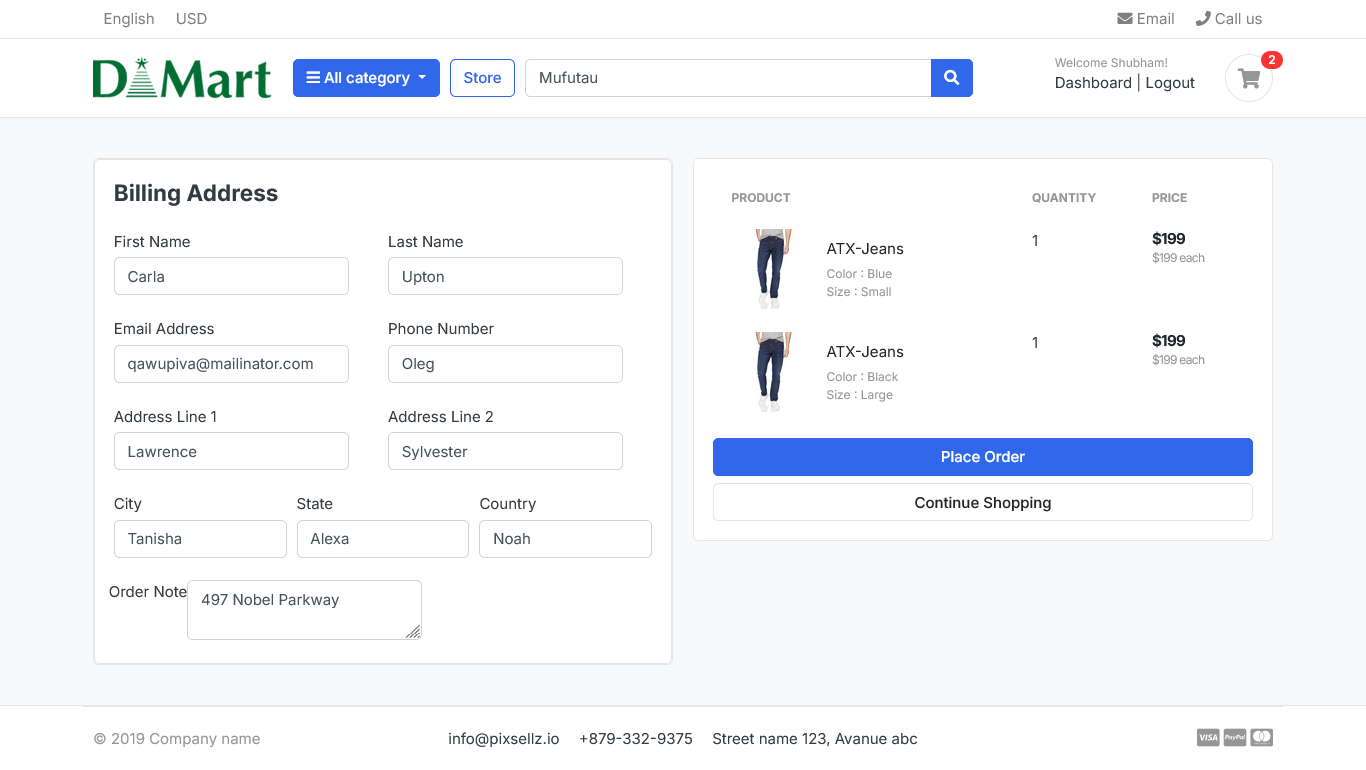 English USD Email Call us
D Mart All category Store Mufutau Welcome Shubham! 2
Dashboard | Logout
Billing Address
First Name Last Name
Carla Upton
Email Address Phone Number
qawupiva@mailinator.com Oleg
Address Line 1 Address Line 2
Lawrence Sylvester
City State Country
Tanisha Alexa Noah
Order Note 497 Nobel Parkway
PRODUCT QUANTITY PRICE
ATX-Jeans 1 $199
Color : Blue $199 each
Size : Small
ATX-Jeans 1 $199
Color : Black $199 each
Size : Large
Place Order
Continue Shopping
© 2019 Company name info@pixsellz.io +879-332-9375 Street name 123, Avanue abc VISA PayPal